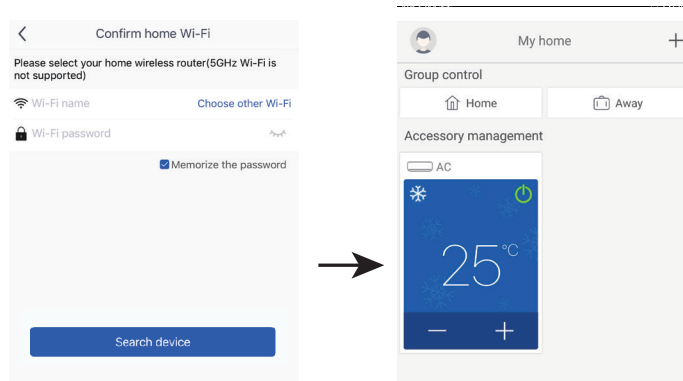 Confirm home Wi-Fi
Please select your home wireless router(5GHz Wi-Fi is
not supported)
Wi-Fi name
Choose other Wi-Fi
Wi-Fi password
Memorize the password
Search device
My home
+
Group control
Home
Away
Accessory management
AC
25°C
— +